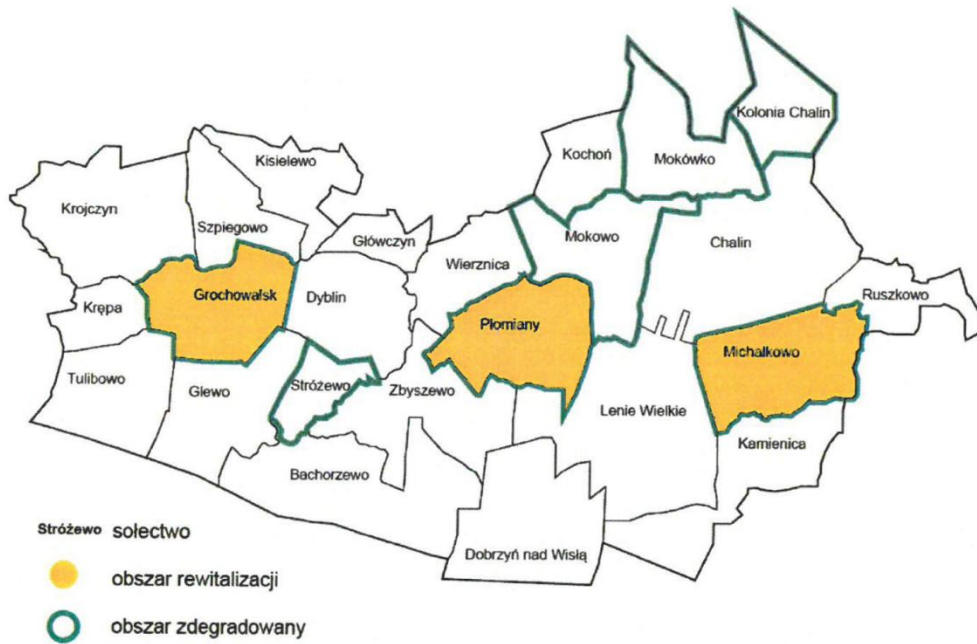 Kolonia Chalin
Kisielewo
Kochoń
Mokówko
Krojczyn
Szpiegowo
Główczyn
Mokowo
Chalin
Wierznica
Grochowalsk
Dyblin
Krępa
Ruszkowo
Płomiany
Michałkowo
Tulibowo
Glewo
Stróżewo
Zbyszewo
Lenie Wielkie
Kamienica
Bachorzewo
Dobrzyń nad Wisłą
Stróżewo sołectwo
obszar rewitalizacji
obszar zdegradowany